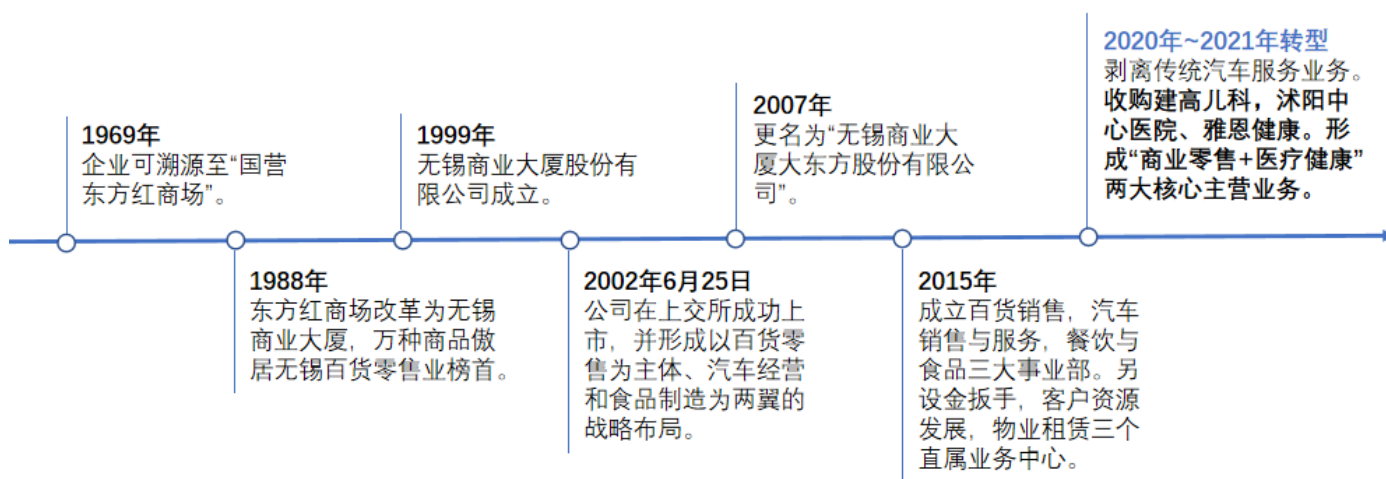 1969年
企业可溯源至“国营
东方红商场”。
1988年
东方红商场改革为无锡
商业大厦，万种商品傲
居无锡百货零售业榜首。
1999年
无锡商业大厦股份有
限公司成立。
2002年6月25日
公司在上交所成功上
市，并形成以百货零
售为主体、汽车经营
和食品制造为两翼的
战略布局。
2007年
更名为“无锡商业大
厦大东方股份有限公
司”。
2015年
成立百货销售，汽车
销售与服务，餐饮与
食品三大事业部。另
设金扳手，客户资源
发展，物业租赁三个
直属业务中心。
2020年~2021年转型
剥离传统汽车服务业务。
收购建高儿科，沭阳中
心医院、雅恩健康。形
成“商业零售+医疗健康”
两大核心主营业务。